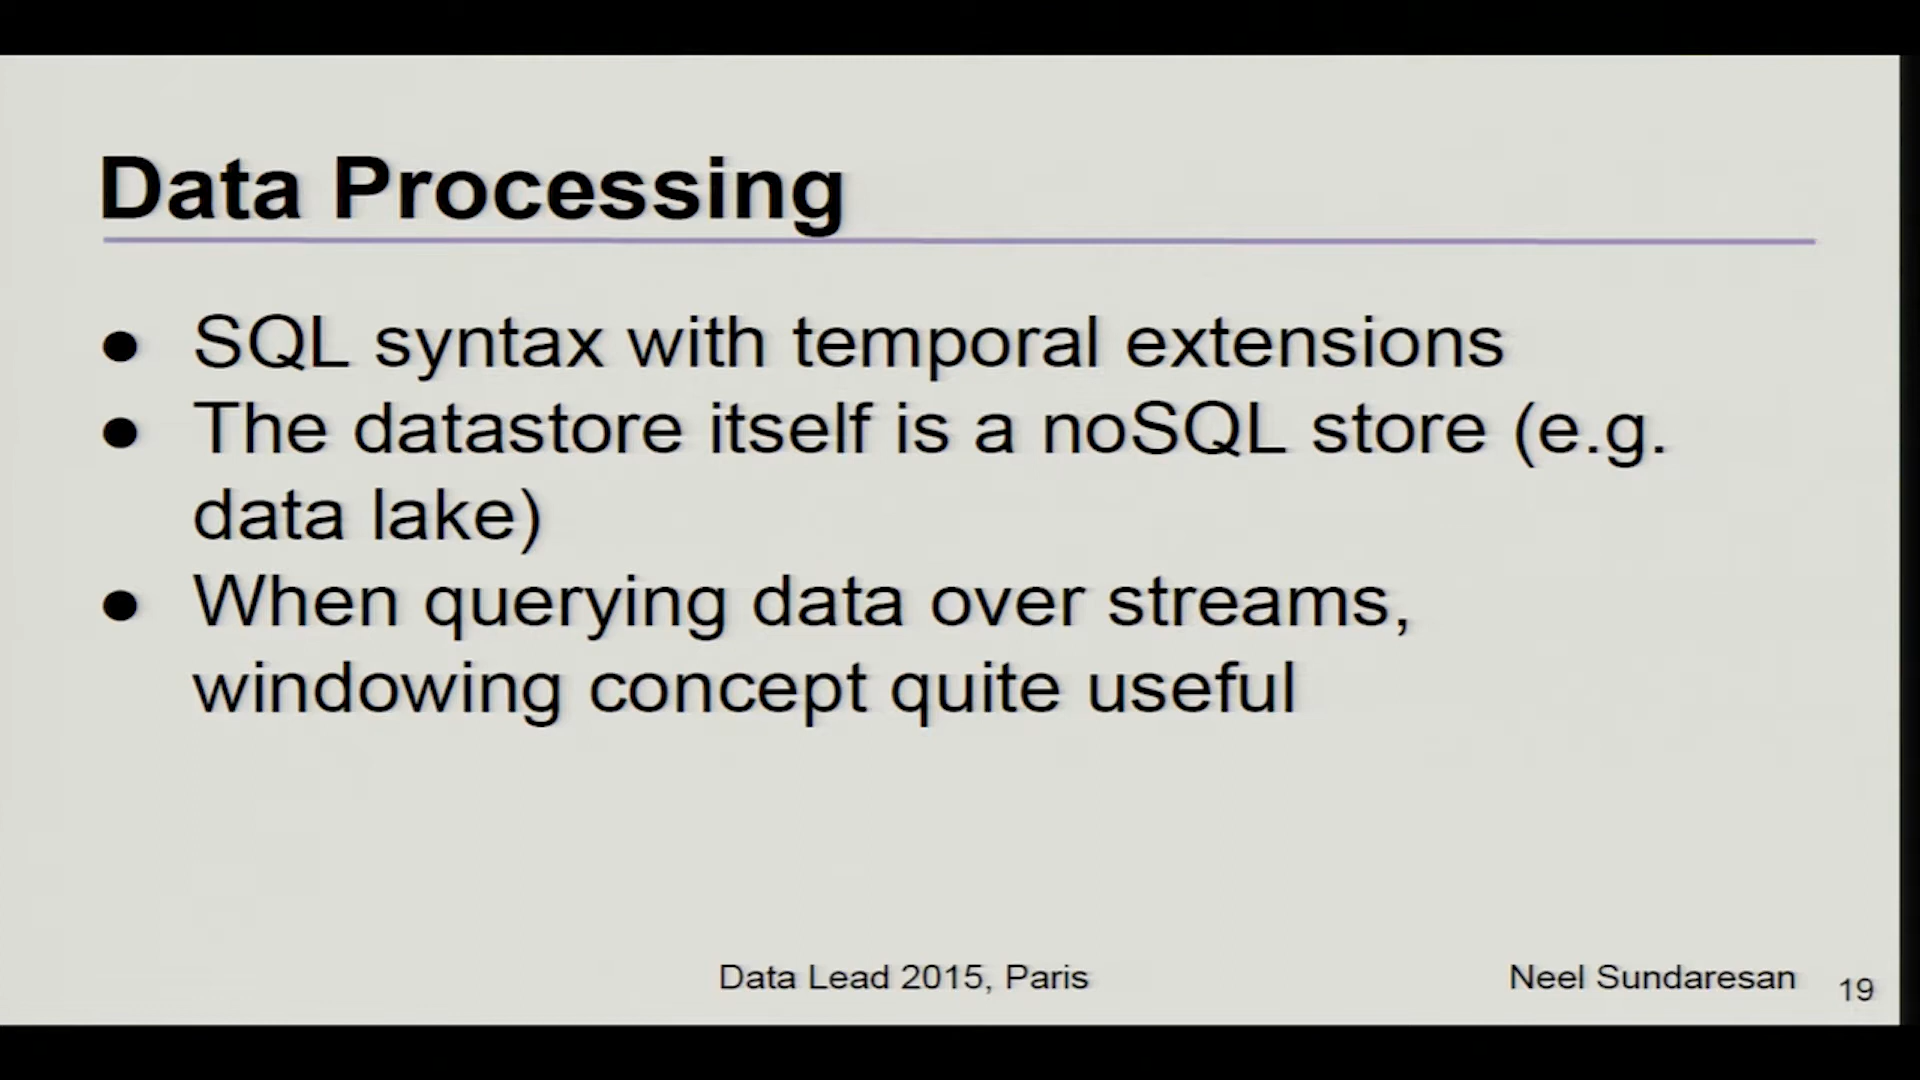 Data Processing
● SQL syntax with temporal extensions
● The datastore itself is a noSQL store (e.g.
data lake)
● When querying data over streams,
windowing concept quite useful
Data Lead 2015, Paris
Neel Sundaresan
19